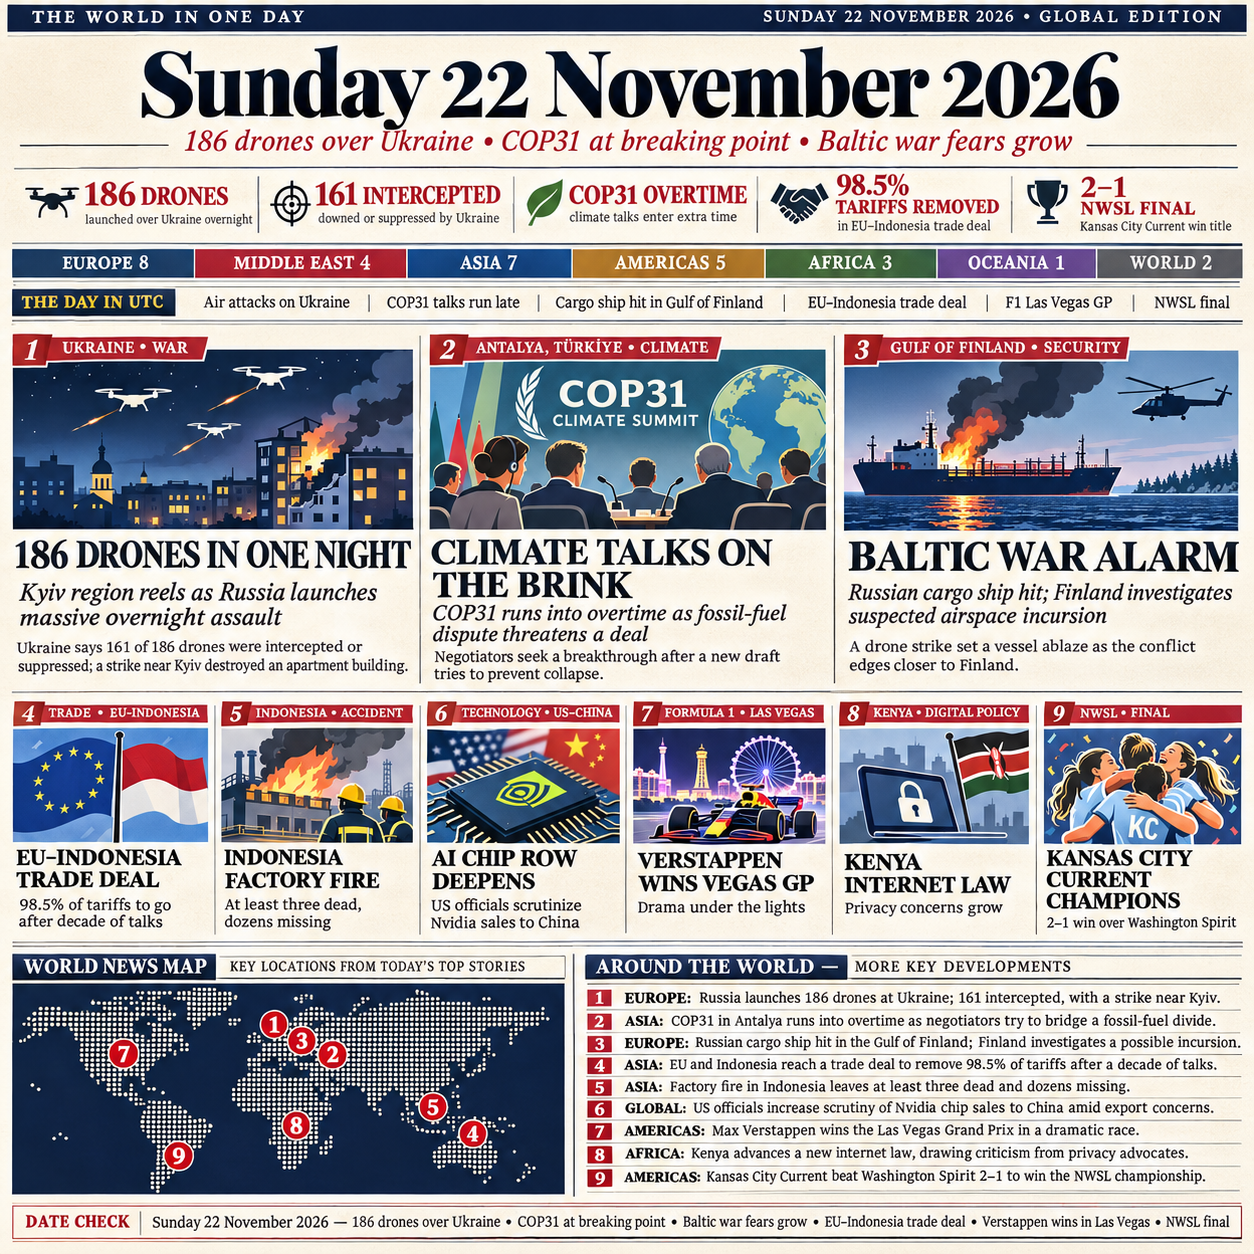 THE WORLD IN ONE DAY
SUNDAY 22 NOVEMBER 2026 • GLOBAL EDITION
Sunday 22 November 2026
186 drones over Ukraine • COP31 at breaking point • Baltic war fears grow
186 DRONES
launched over Ukraine overnight
161 INTERCEPTED
downed or suppressed by Ukraine
COP31 OVERTIME
climate talks enter extra time
98.5%
TARIFFS REMOVED
in EU–Indonesia trade deal
2–1
NWSL FINAL
Kansas City Current win title
EUROPE 8
MIDDLE EAST 4
ASIA 7
AMERICAS 5
AFRICA 3
OCEANIA 1
WORLD 2
THE DAY IN UTC
Air attacks on Ukraine | COP31 talks run late | Cargo ship hit in Gulf of Finland | EU–Indonesia trade deal | F1 Las Vegas GP | NWSL final
1 UKRAINE • WAR
186 DRONES IN ONE NIGHT
Kyiv region reels as Russia launches
massive overnight assault
Ukraine says 161 of 186 drones were intercepted or
suppressed; a strike near Kyiv destroyed an apartment building.
2 ANTALYA, TÜRKİYE • CLIMATE
COP31
CLIMATE SUMMIT
CLIMATE TALKS ON
THE BRINK
COP31 runs into overtime as fossil-fuel
dispute threatens a deal
Negotiators seek a breakthrough after a new draft
tries to prevent collapse.
3 GULF OF FINLAND • SECURITY
BALTIC WAR ALARM
Russian cargo ship hit; Finland investigates
suspected airspace incursion
A drone strike set a vessel ablaze as the conflict
edges closer to Finland.
4 TRADE • EU–INDONESIA
EU–INDONESIA
TRADE DEAL
98.5% of tariffs to go
after decade of talks
5 INDONESIA • ACCIDENT
INDONESIA
FACTORY FIRE
At least three dead,
dozens missing
6 TECHNOLOGY • US–CHINA
AI CHIP ROW
DEEPENS
US officials scrutinize
Nvidia sales to China
7 FORMULA 1 • LAS VEGAS
VERSTAPPEN
WINS VEGAS GP
Drama under the lights
8 KENYA • DIGITAL POLICY
KENYA
INTERNET LAW
Privacy concerns grow
9 NWSL • FINAL
KC
KANSAS CITY
CURRENT
CHAMPIONS
2–1 win over Washington Spirit
WORLD NEWS MAP
KEY LOCATIONS FROM TODAY'S TOP STORIES
1
3
2
7
5
8
4
9
AROUND THE WORLD —
MORE KEY DEVELOPMENTS
1 EUROPE: Russia launches 186 drones at Ukraine; 161 intercepted, with a strike near Kyiv.
2 ASIA: COP31 in Antalya runs into overtime as negotiators try to bridge a fossil-fuel divide.
3 EUROPE: Russian cargo ship hit in the Gulf of Finland; Finland investigates a possible incursion.
4 ASIA: EU and Indonesia reach a trade deal to remove 98.5% of tariffs after a decade of talks.
5 ASIA: Factory fire in Indonesia leaves at least three dead and dozens missing.
6 GLOBAL: US officials increase scrutiny of Nvidia chip sales to China amid export concerns.
7 AMERICAS: Max Verstappen wins the Las Vegas Grand Prix in a dramatic race.
8 AFRICA: Kenya advances a new internet law, drawing criticism from privacy advocates.
9 AMERICAS: Kansas City Current beat Washington Spirit 2–1 to win the NWSL championship.
DATE CHECK | Sunday 22 November 2026 — 186 drones over Ukraine • COP31 at breaking point • Baltic war fears grow • EU–Indonesia trade deal • Verstappen wins in Las Vegas • NWSL final